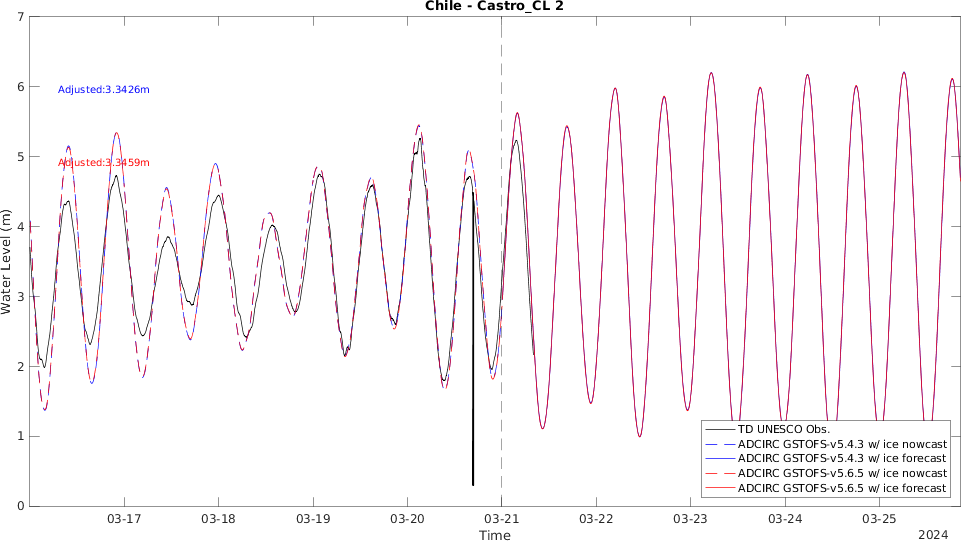 Chile - Castro_CL 2
7
6
5
4
3
2
1
0
Water Level (m)
Adjusted:3.3426m
Adjusted:3.3459m
TD UNESCO Obs.
ADCIRC GSTOFS-v5.4.3 w/ ice nowcast
ADCIRC GSTOFS-v5.4.3 w/ ice forecast
ADCIRC GSTOFS-v5.6.5 w/ ice nowcast
ADCIRC GSTOFS-v5.6.5 w/ ice forecast
03-17 03-18 03-19 03-20 03-21 03-22 03-23 03-24 03-25
Time
2024